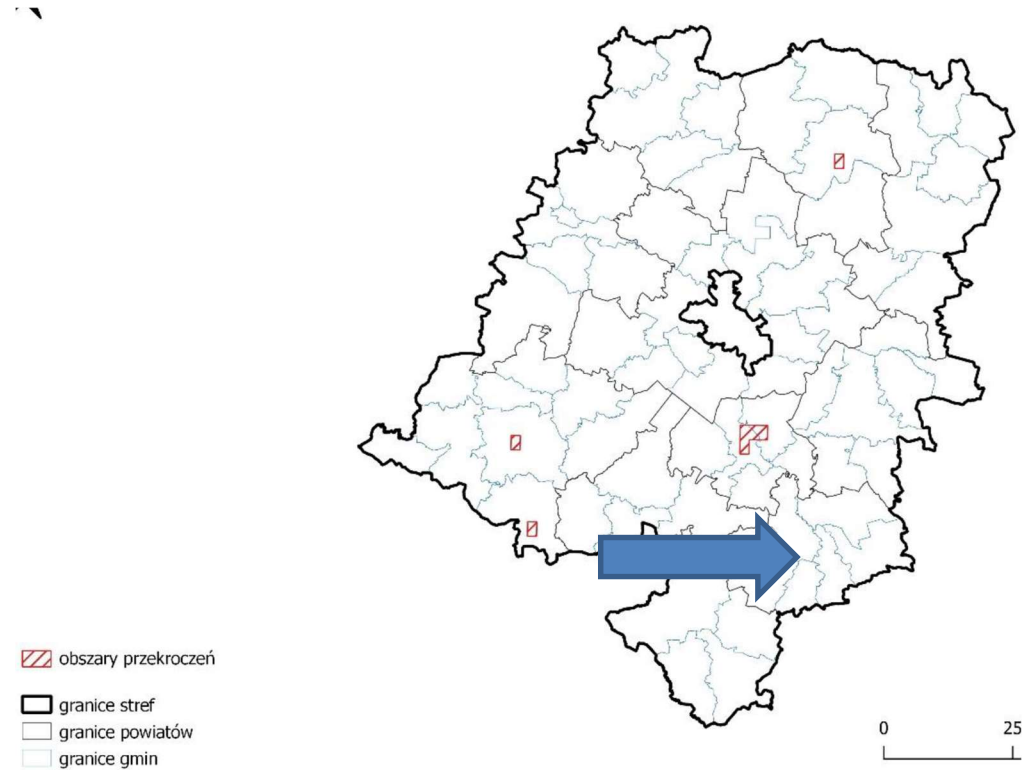 obszary przekroczeń
granice stref
granice powiatów
granice gmin
0 25